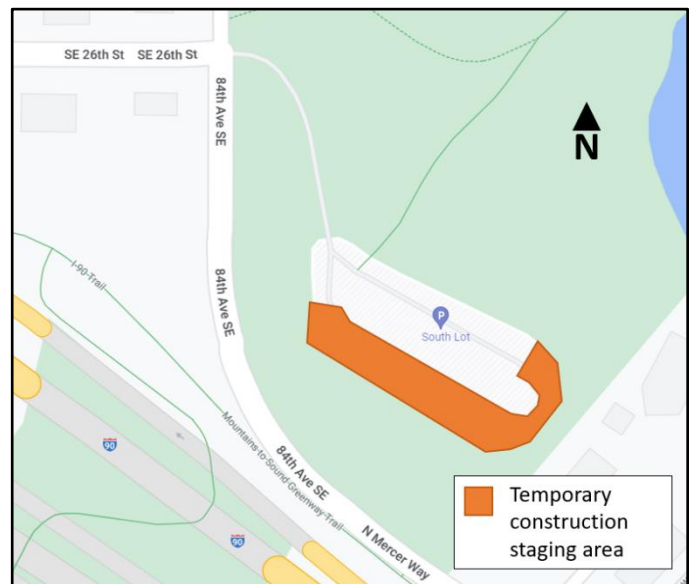 SE 26th St SE 26th St
84th Ave SE
N
I-90 Trail
84th Ave SE
P
South Lot
90
Mountains to Sound Greenway Trail
84th Ave SE
90
N Mercer Way
Temporary
construction
staging area